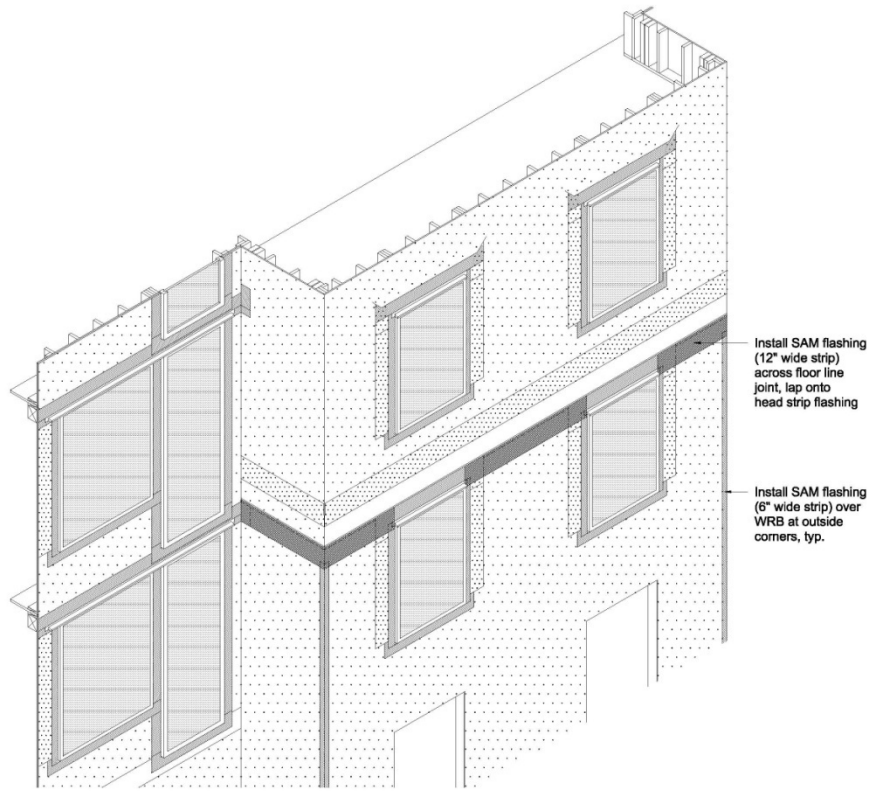 Install SAM flashing
(12" wide strip)
across floor line
joint, lap onto
head strip flashing
Install SAM flashing
(6" wide strip) over
WRB at outside
corners, typ.